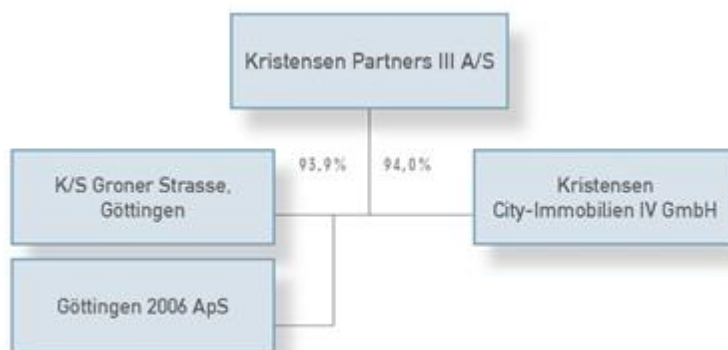 Kristensen Partners III A/S
93,9%
94,0%
K/S Groner Strasse,
Göttingen
Kristensen
City-Immobilien IV GmbH
Göttingen 2006 ApS